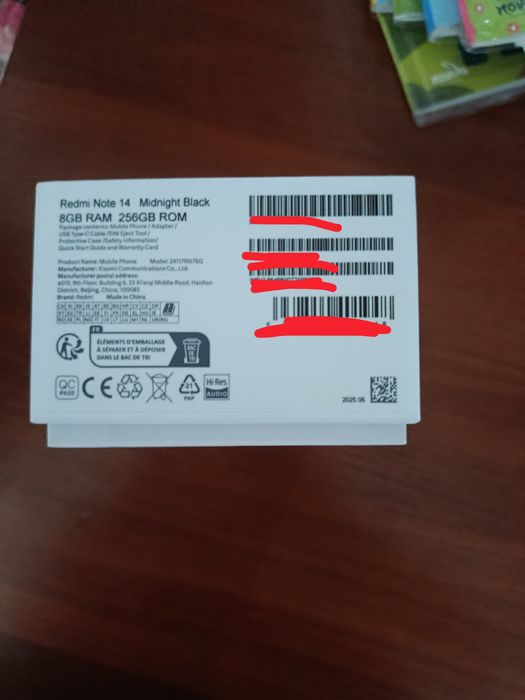 Redmi Note 14 Midnight Black
8GB RAM 256GB ROM
Package contents: Mobile Phone / Adapter /
USB Type-C Cable /SIM Eject Tool /
Protective Case /Safety Information/
Quick Start Guide and Warranty Card
Product Name: Mobile Phone Model: 24117RN76G
Manufacturer: Xiaomi Communications Co., Ltd.
Manufacturer postal address:
#019, 9th Floor, Building 6, 33 Xi'erqi Middle Road, Haidian
District, Beijing, China, 100085
Brand: Redmi Made in China
FR
ÉLÉMENTS D'EMBALLAGE
À SÉPARER ET À DÉPOSER
DANS LE BAC DE TRI
BAC
DE
TRI
QC
PASS
CE
21
PAP
Hi-Res
AUDIO
2025.05